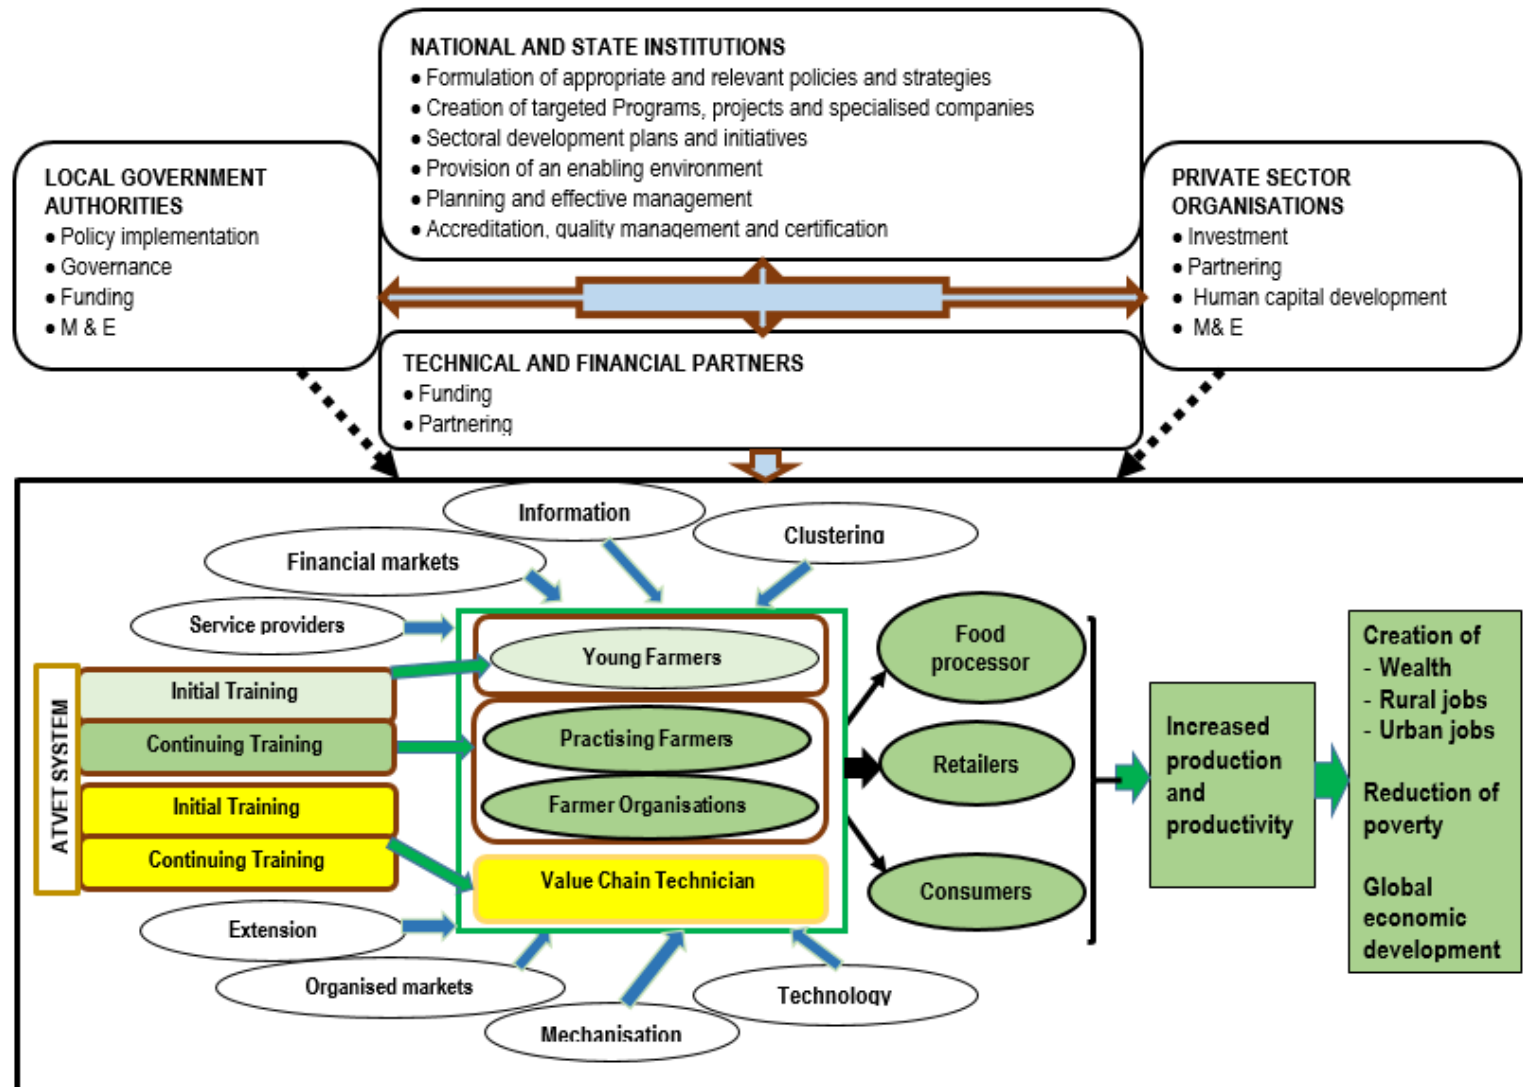 NATIONAL AND STATE INSTITUTIONS
● Formulation of appropriate and relevant policies and strategies
● Creation of targeted Programs, projects and specialised companies
● Sectoral development plans and initiatives
● Provision of an enabling environment
● Planning and effective management
● Accreditation, quality management and certification
LOCAL GOVERNMENT
AUTHORITIES
● Policy implementation
● Governance
● Funding
● M & E
PRIVATE SECTOR
ORGANISATIONS
● Investment
● Partnering
● Human capital development
● M& E
TECHNICAL AND FINANCIAL PARTNERS
● Funding
● Partnering
Information
Clustering
Financial markets
Service providers
ATVET SYSTEM
Initial Training
Continuing Training
Initial Training
Continuing Training
Young Farmers
Practising Farmers
Farmer Organisations
Value Chain Technician
Extension
Organised markets
Mechanisation
Technology
Food
processor
Retailers
Consumers
Increased
production
and
productivity
Creation of
- Wealth
- Rural jobs
- Urban jobs
Reduction of
poverty
Global
economic
development